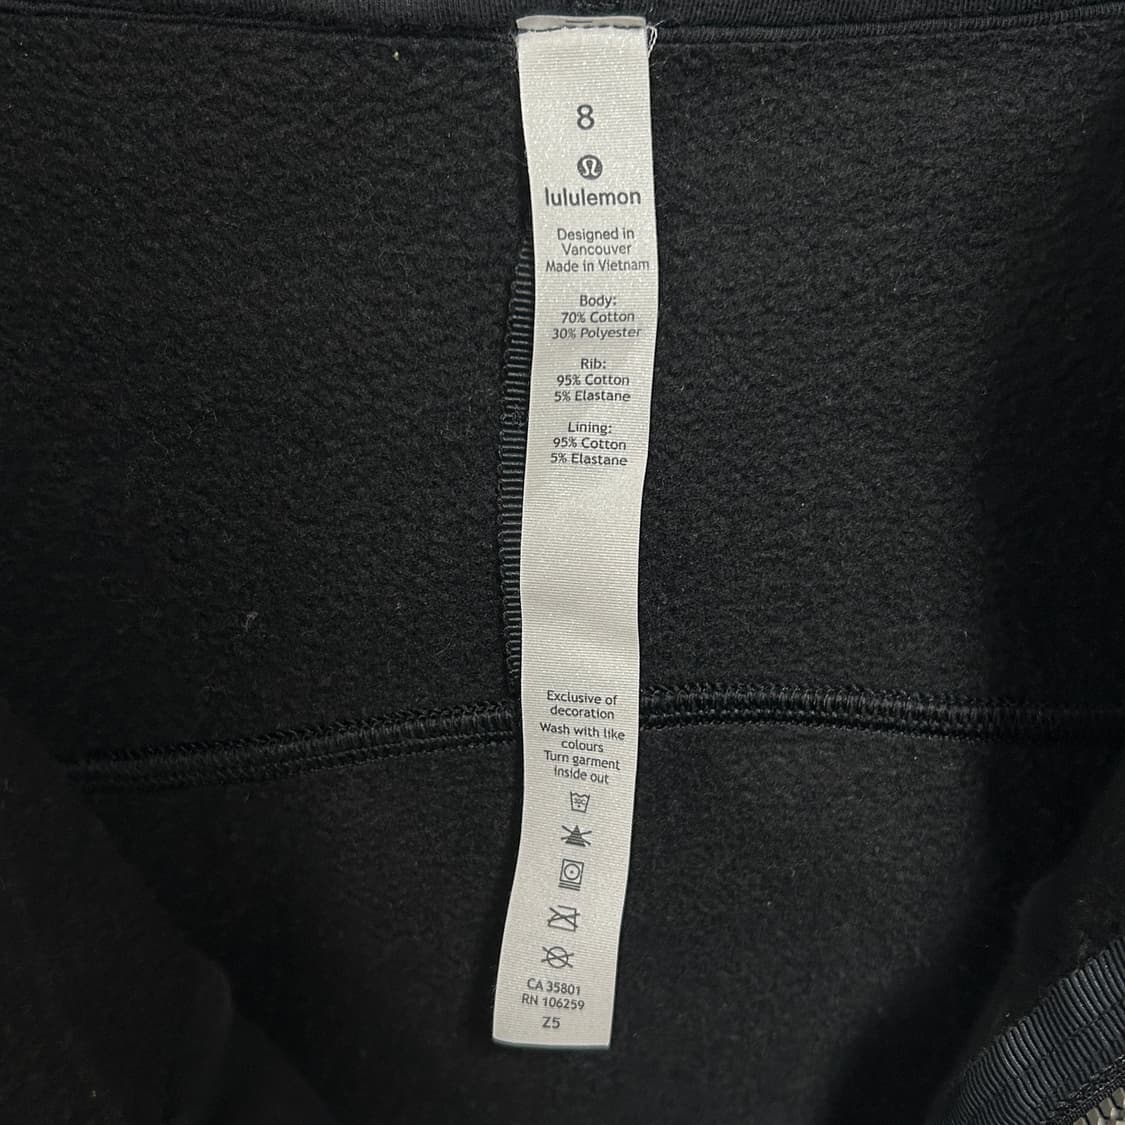 8
lululemon
Designed in
Vancouver
Made in Vietnam
Body:
70% Cotton
30% Polyester
Rib:
95% Cotton
5% Elastane
Lining:
95% Cotton
5% Elastane
Exclusive of
decoration
Wash with like
colours
Turn garment
inside out
30C
CA 35801
RN 106259
Z5